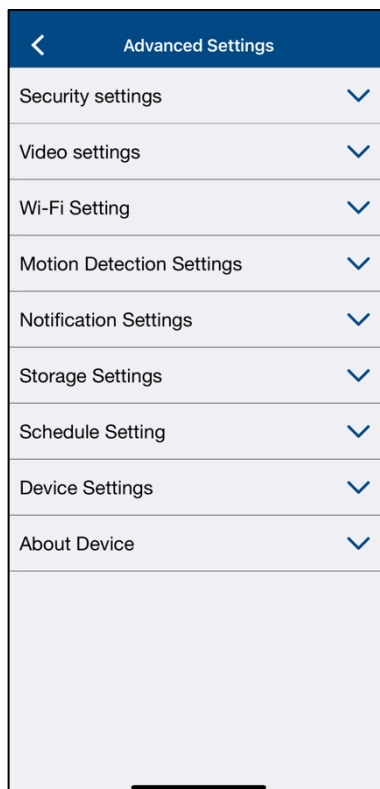 Advanced Settings
Security settings
Video settings
Wi-Fi Setting
Motion Detection Settings
Notification Settings
Storage Settings
Schedule Setting
Device Settings
About Device